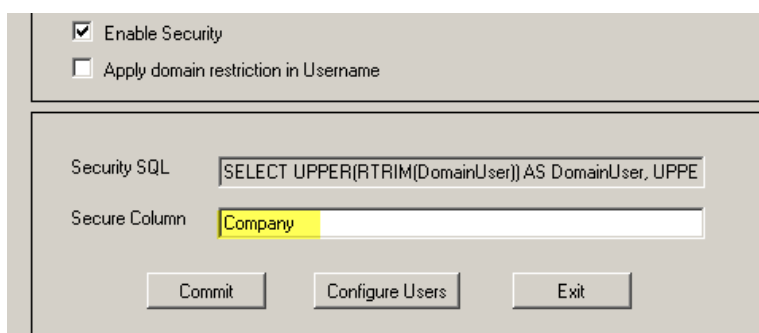 Enable Security
Apply domain restriction in Username
Security SQL SELECT UPPER(RTRIM(DomainUser)) AS DomainUser, UPPE
Secure Column Company
Commit Configure Users Exit